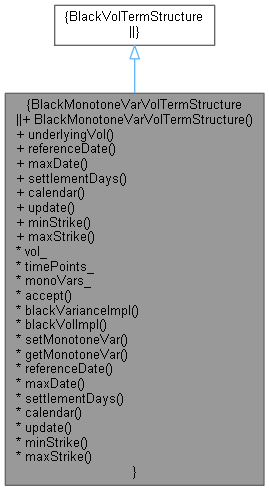 {BlackVolTermStructure
||}
{BlackMonotoneVarVolTermStructure
||+ BlackMonotoneVarVolTermStructure()
+ underlyingVol()
+ referenceDate()
+ maxDate()
+ settlementDays()
+ calendar()
+ update()
+ minStrike()
+ maxStrike()
* vol_
* timePoints_
* monoVars_
* accept()
* blackVarianceImpl()
* blackVolImpl()
* setMonotoneVar()
* getMonotoneVar()
* referenceDate()
* maxDate()
* settlementDays()
* calendar()
* update()
* minStrike()
* maxStrike()
}